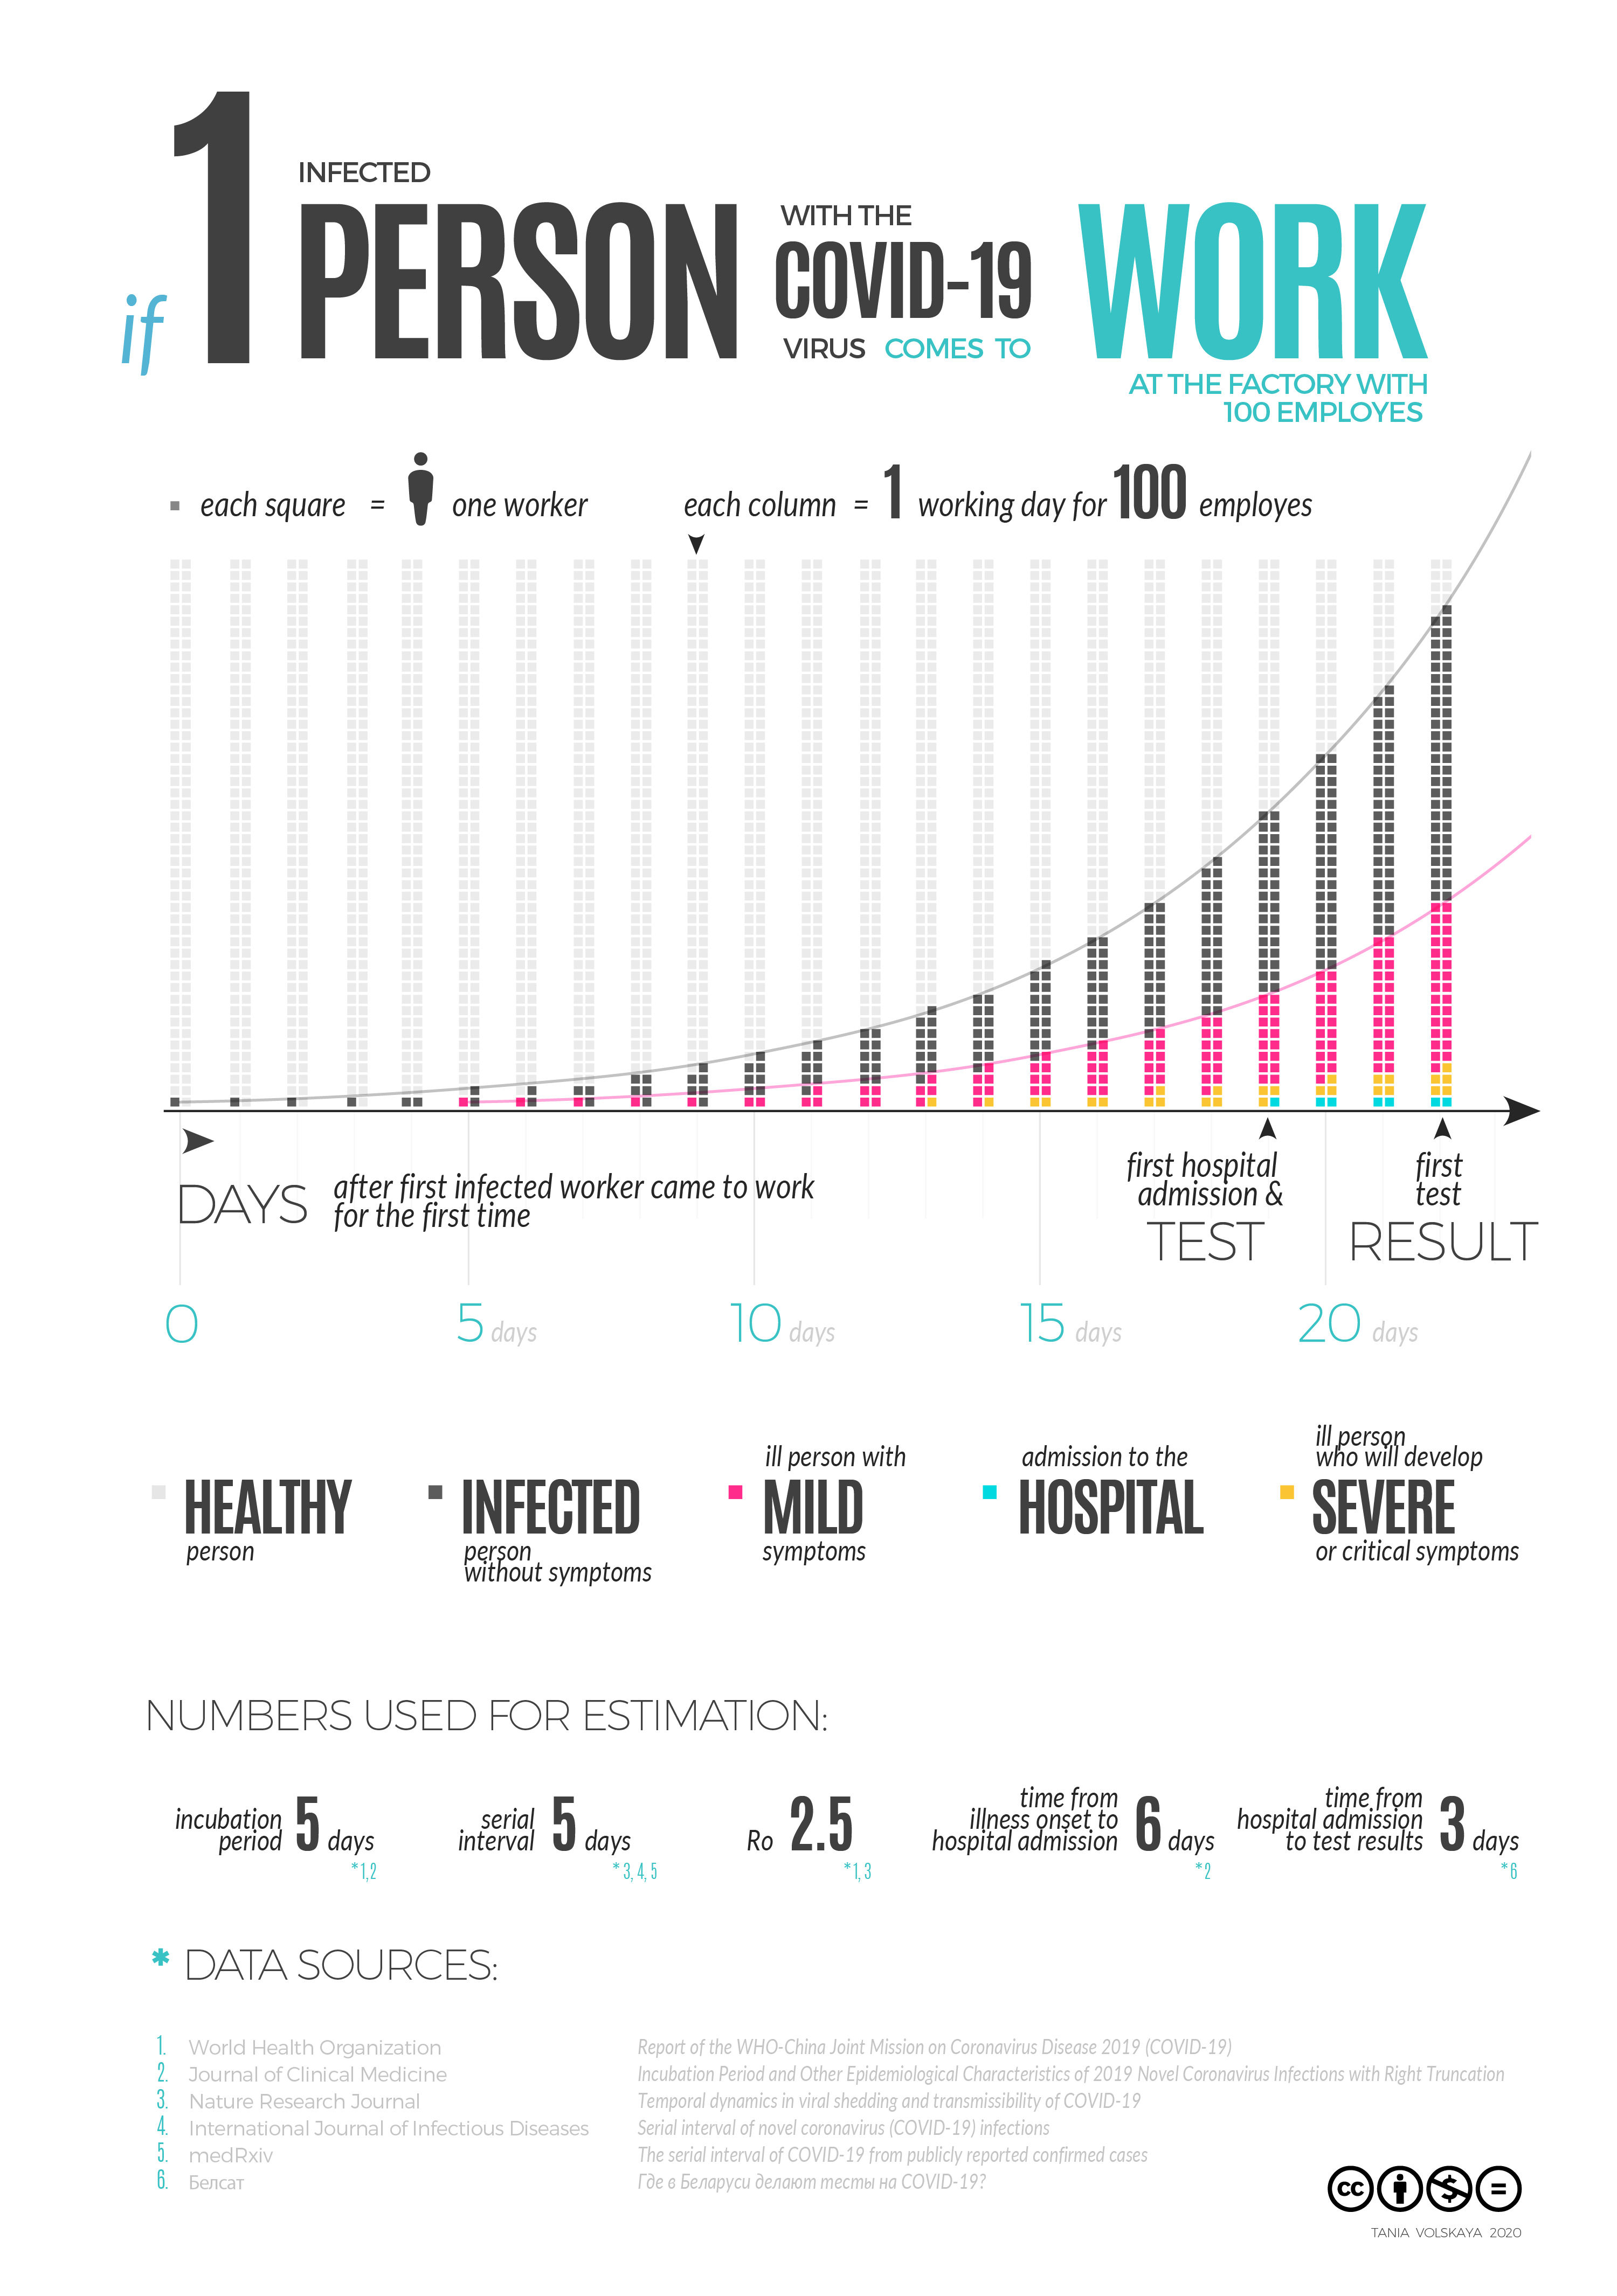 if 1 INFECTED PERSON WITH THE COVID-19 VIRUS COMES TO WORK
AT THE FACTORY WITH
100 EMPLOYES
each square = one worker
each column = 1 working day for 100 employes
DAYS after first infected worker came to work
for the first time
first hospital
admission &
TEST
first
test
RESULT
0
5 days
10 days
15 days
20 days
HEALTHY
person
INFECTED
person
without symptoms
ill person with
MILD
symptoms
admission to the
HOSPITAL
ill person
who will develop
SEVERE
or critical symptoms
NUMBERS USED FOR ESTIMATION:
incubation
period 5 days
*1,2
serial
interval 5 days
*3, 4, 5
Ro 2.5
*1, 3
time from
illness onset to
hospital admission 6 days
*2
time from
hospital admission
to test results 3 days
*6
* DATA SOURCES:
1. World Health Organization Report of the WHO-China Joint Mission on Coronavirus Disease 2019 (COVID-19)
2. Journal of Clinical Medicine Incubation Period and Other Epidemiological Characteristics of 2019 Novel Coronavirus Infections with Right Truncation
3. Nature Research Journal Temporal dynamics in viral shedding and transmissibility of COVID-19
4. International Journal of Infectious Diseases Serial interval of novel coronavirus (COVID-19) infections
5. medRxiv The serial interval of COVID-19 from publicly reported confirmed cases
6. Белсат Где в Беларуси делают тесты на COVID-19?
cc $ =
TANIA VOLSKAYA 2020